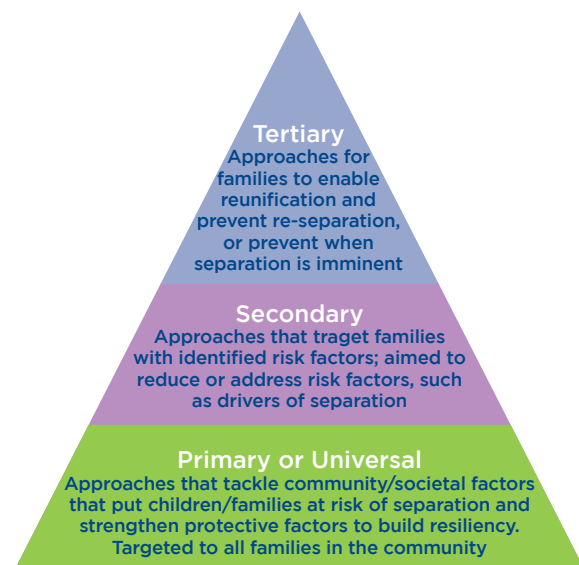 Tertiary
Approaches for
families to enable
reunification and
prevent re-separation,
or prevent when
separation is imminent
Secondary
Approaches that traget families
with identified risk factors; aimed to
reduce or address risk factors, such
as drivers of separation
Primary or Universal
Approaches that tackle community/societal factors
that put children/families at risk of separation and
strengthen protective factors to build resiliency.
Targeted to all families in the community